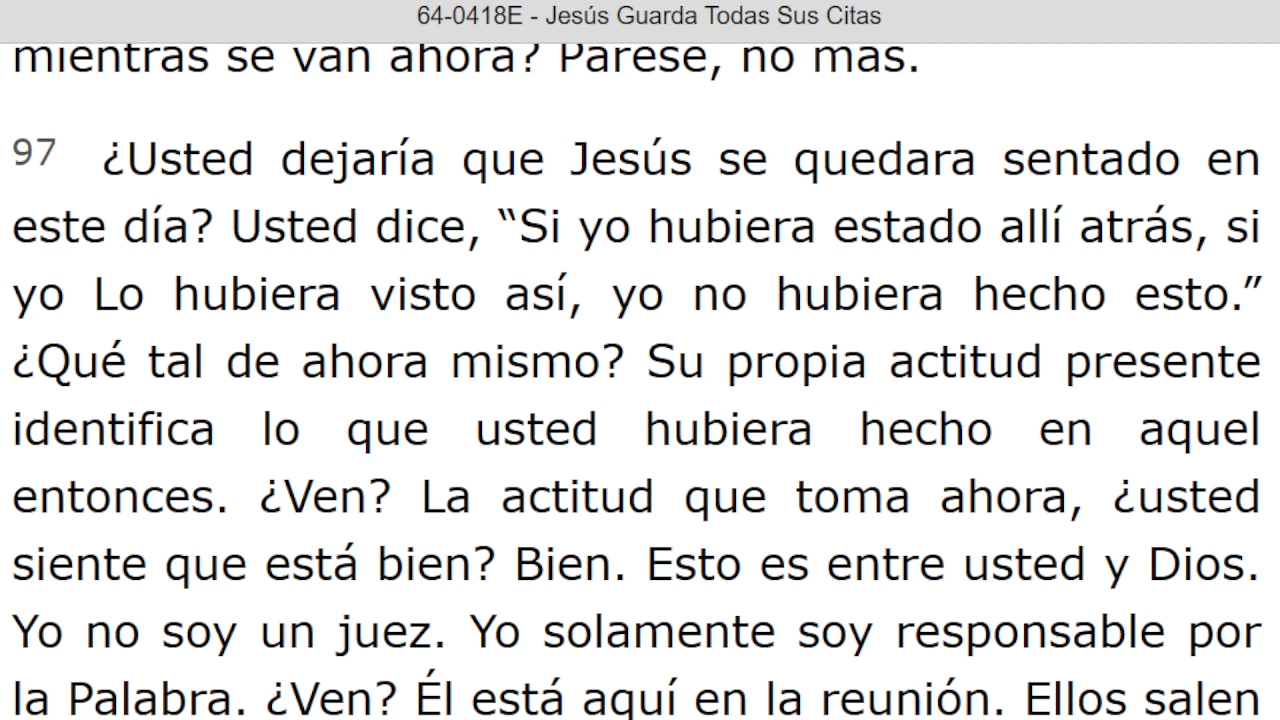 64-0418E - Jesús Guarda Todas Sus Citas
mientras se van ahora? Párese, no más.
97 ¿Usted dejaría que Jesús se quedara sentado en
este día? Usted dice, “Si yo hubiera estado allí atrás, si
yo Lo hubiera visto así, yo no hubiera hecho esto.”
¿Qué tal de ahora mismo? Su propia actitud presente
identifica lo que usted hubiera hecho en aquel
entonces. ¿Ven? La actitud que toma ahora, ¿usted
siente que está bien? Bien. Esto es entre usted y Dios.
Yo no soy un juez. Yo solamente soy responsable por
la Palabra. ¿Ven? Él está aquí en la reunión. Ellos salen